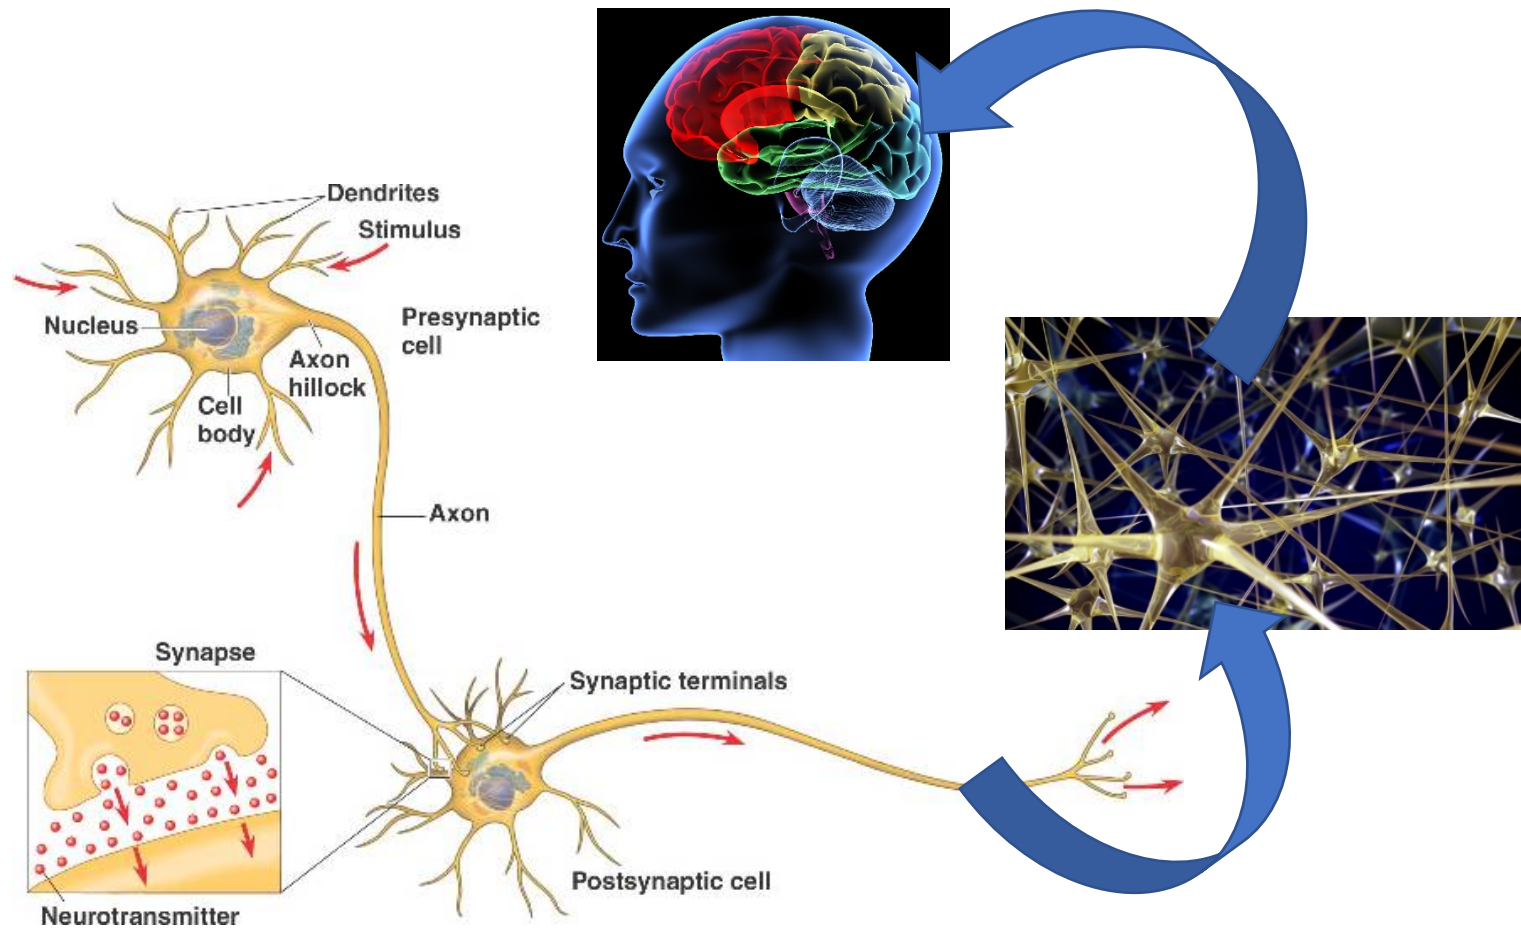 Dendrites
Stimulus
Nucleus
Presynaptic
cell
Axon
hillock
Cell
body
Axon
Synapse
Synaptic terminals
Postsynaptic cell
Neurotransmitter